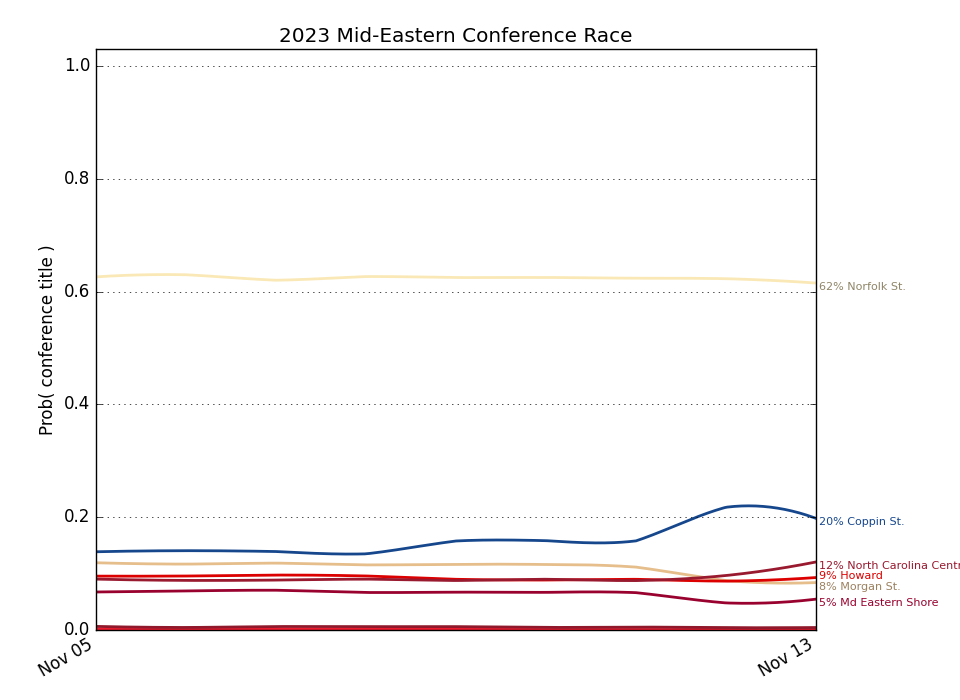 2023 Mid-Eastern Conference Race
Prob( conference title )
1.0
0.8
0.6
0.4
0.2
0.0
Nov 05
Nov 13
62% Norfolk St.
20% Coppin St.
12% North Carolina Centr
9% Howard
8% Morgan St.
5% Md Eastern Shore